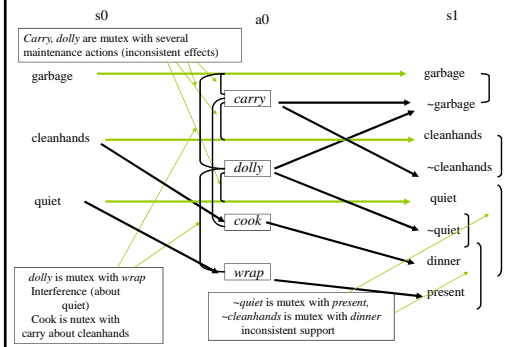 s0 a0 s1
Carry, dolly are mutex with several
maintenance actions (inconsistent effects)
garbage garbage
carry ~garbage
cleanhands cleanhands
dolly ~cleanhands
quiet quiet
cook ~quiet
dinner
wrap present
dolly is mutex with wrap
Interference (about
quiet)
Cook is nutex with
carry about cleanhands
~quiet is mutex with present,
~cleanhands is mutex with dinner
inconsistent support